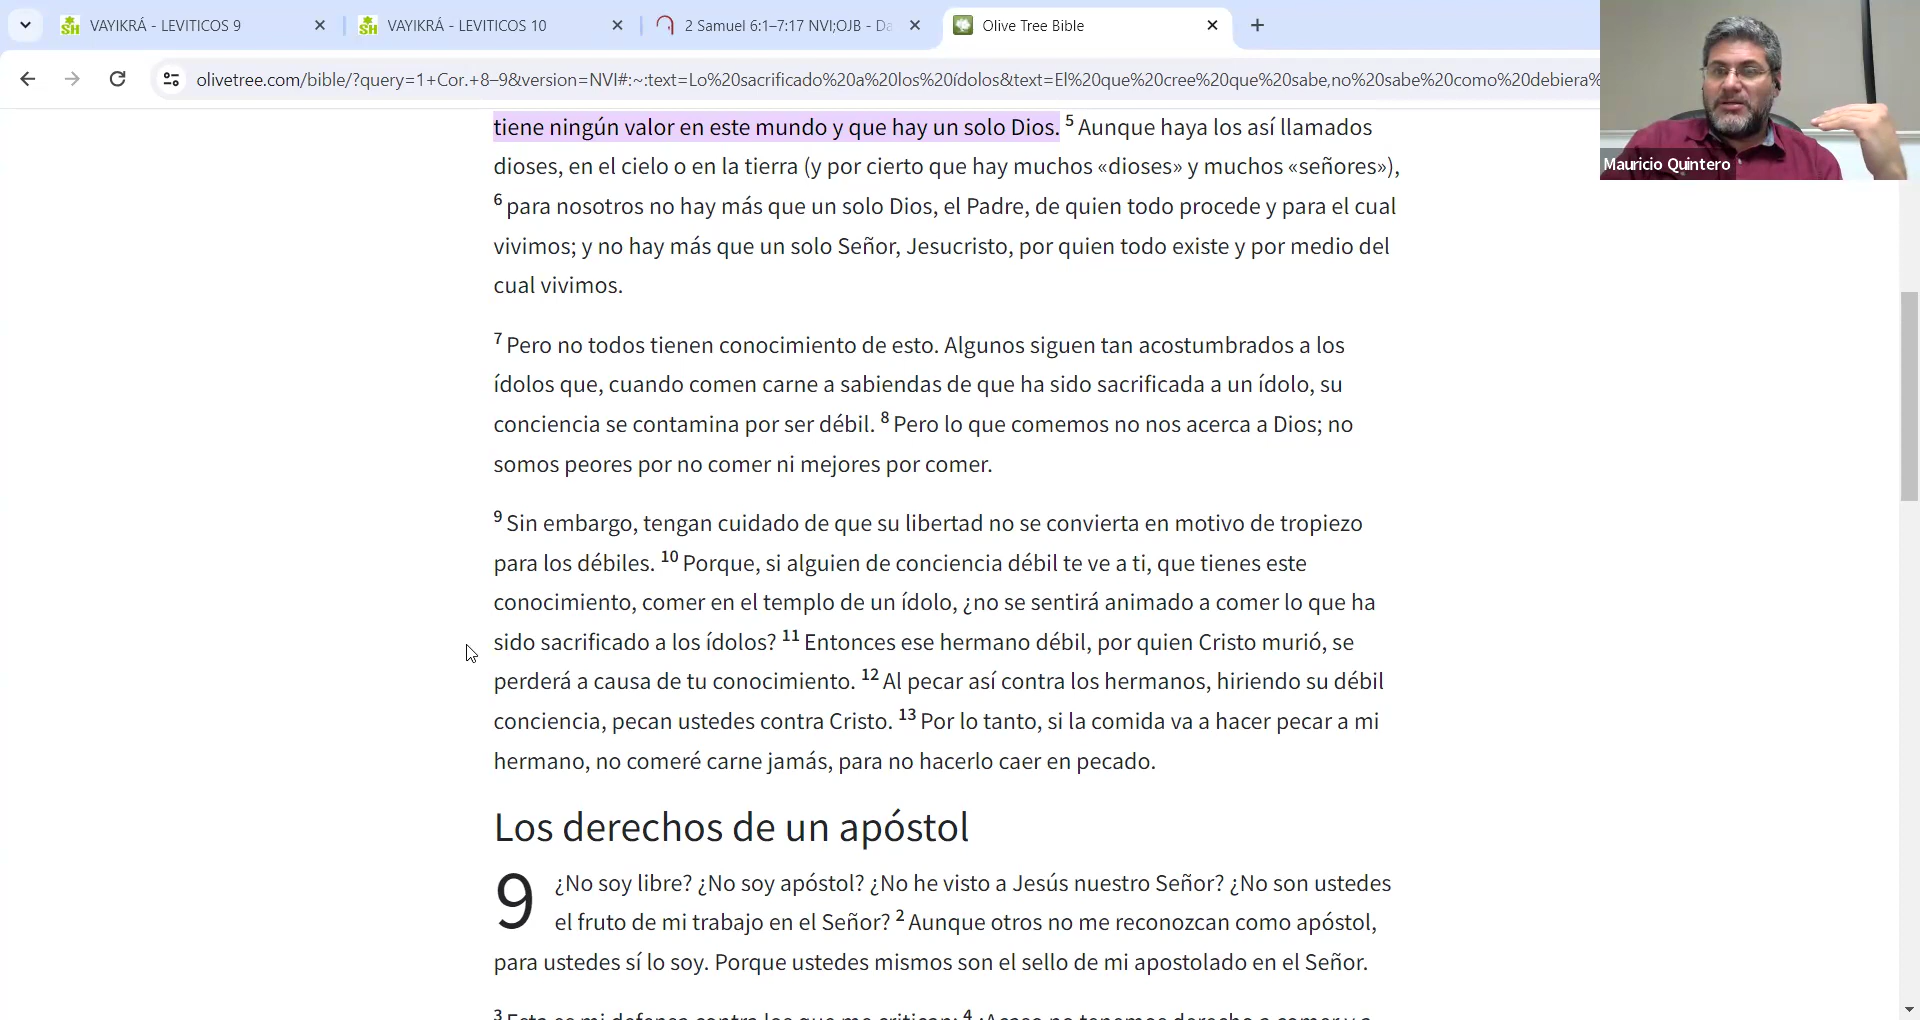 VAYIKRÁ - LEVITICOS 9
VAYIKRÁ - LEVITICOS 10
2 Samuel 6:1–7:17 NVI;OJB - Da
Olive Tree Bible
olivetree.com/bible/?query=1+Cor.+8–9&version=NVI#:~:text=Lo%20sacrificado%20a%20los%20ídolos&text=El%20que%20cree%20que%20sabe,no%20sabe%20como%20debiera%
Mauricio Quintero
tiene ningún valor en este mundo y que hay un solo Dios. 5 Aunque haya los así llamados
dioses, en el cielo o en la tierra (y por cierto que hay muchos «dioses» y muchos «señores»),
6 para nosotros no hay más que un solo Dios, el Padre, de quien todo procede y para el cual
vivimos; y no hay más que un solo Señor, Jesucristo, por quien todo existe y por medio del
cual vivimos.
7 Pero no todos tienen conocimiento de esto. Algunos siguen tan acostumbrados a los
ídolos que, cuando comen carne a sabiendas de que ha sido sacrificada a un ídolo, su
conciencia se contamina por ser débil. 8 Pero lo que comemos no nos acerca a Dios; no
somos peores por no comer ni mejores por comer.
9 Sin embargo, tengan cuidado de que su libertad no se convierta en motivo de tropiezo
para los débiles. 10 Porque, si alguien de conciencia débil te ve a ti, que tienes este
conocimiento, comer en el templo de un ídolo, ¿no se sentirá animado a comer lo que ha
sido sacrificado a los ídolos? 11 Entonces ese hermano débil, por quien Cristo murió, se
perderá a causa de tu conocimiento. 12 Al pecar así contra los hermanos, hiriendo su débil
conciencia, pecan ustedes contra Cristo. 13 Por lo tanto, si la comida va a hacer pecar a mi
hermano, no comeré carne jamás, para no hacerlo caer en pecado.
Los derechos de un apóstol
9 ¿No soy libre? ¿No soy apóstol? ¿No he visto a Jesús nuestro Señor? ¿No son ustedes
el fruto de mi trabajo en el Señor? 2 Aunque otros no me reconozcan como apóstol,
para ustedes sí lo soy. Porque ustedes mismos son el sello de mi apostolado en el Señor.
3 Esta es mi defensa contra los que me critican: 4 ¿Acaso no tenemos derecho a comer y a